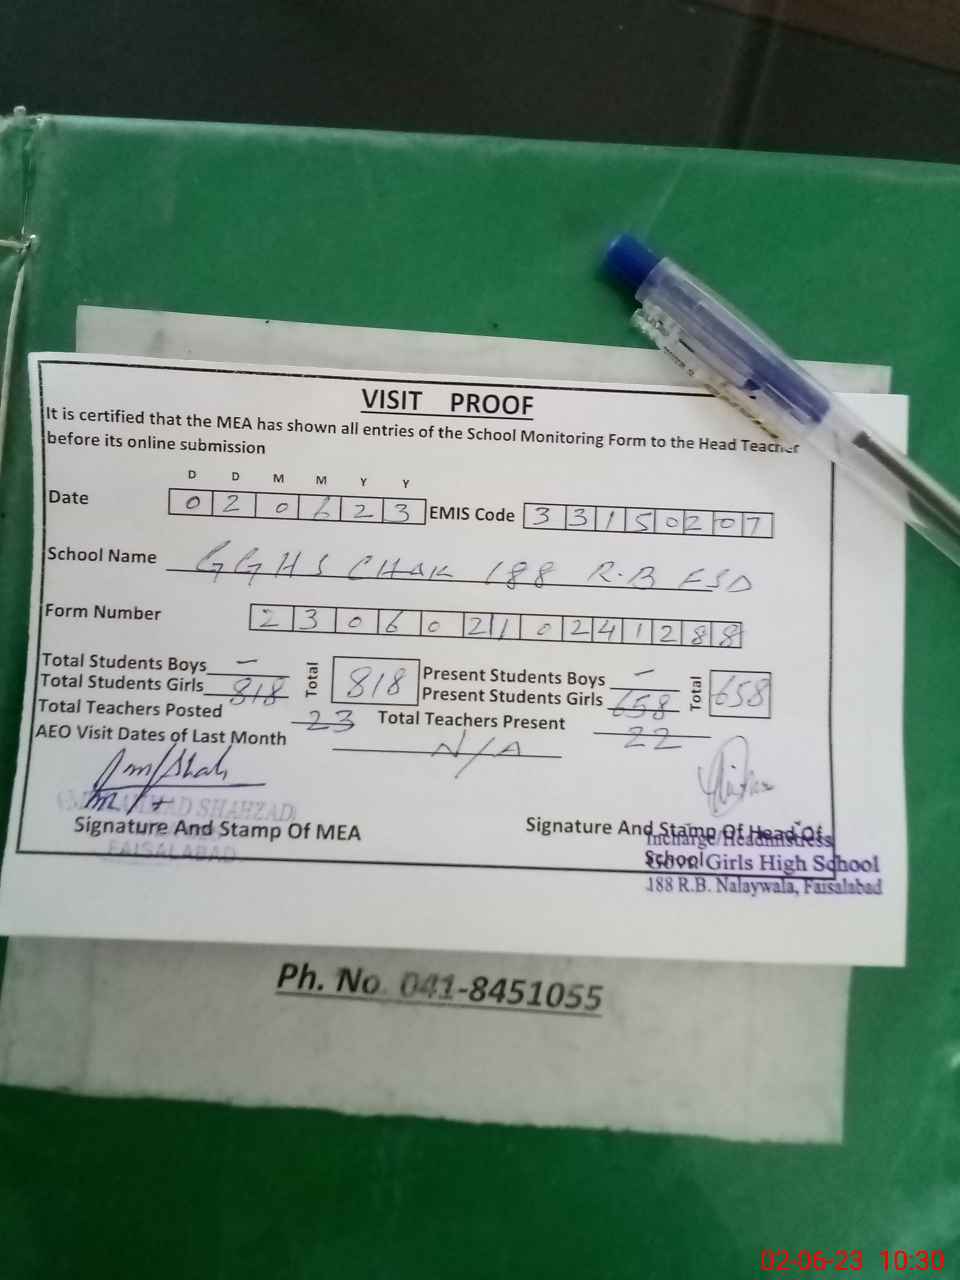 VISIT PROOF
It is certified that the MEA has shown all entries of the School Monitoring Form to the Head Teacher
before its online submission
D D M M Y Y
Date 0 2 0 6 2 3 EMIS Code 3 3 1 5 0 2 0 7
School Name GGHS CHAK 188 R.B FSD
Form Number 2 3 0 6 0 2 1 0 2 4 1 2 8 8
Total Students Boys — Total 818 Present Students Boys — Total 658
Total Students Girls 818 Present Students Girls 658
Total Teachers Posted 23 Total Teachers Present 22
AEO Visit Dates of Last Month N/A
SHAHZAD)
Signature And Stamp Of MEA
FAISALABAD
Signature And Stamp Of Head Of
School
Incharge/Headmistress
Govt. Girls High School
188 R.B. Nalaywala, Faisalabad
Ph. No. 041-8451055
02-06-23 10:30